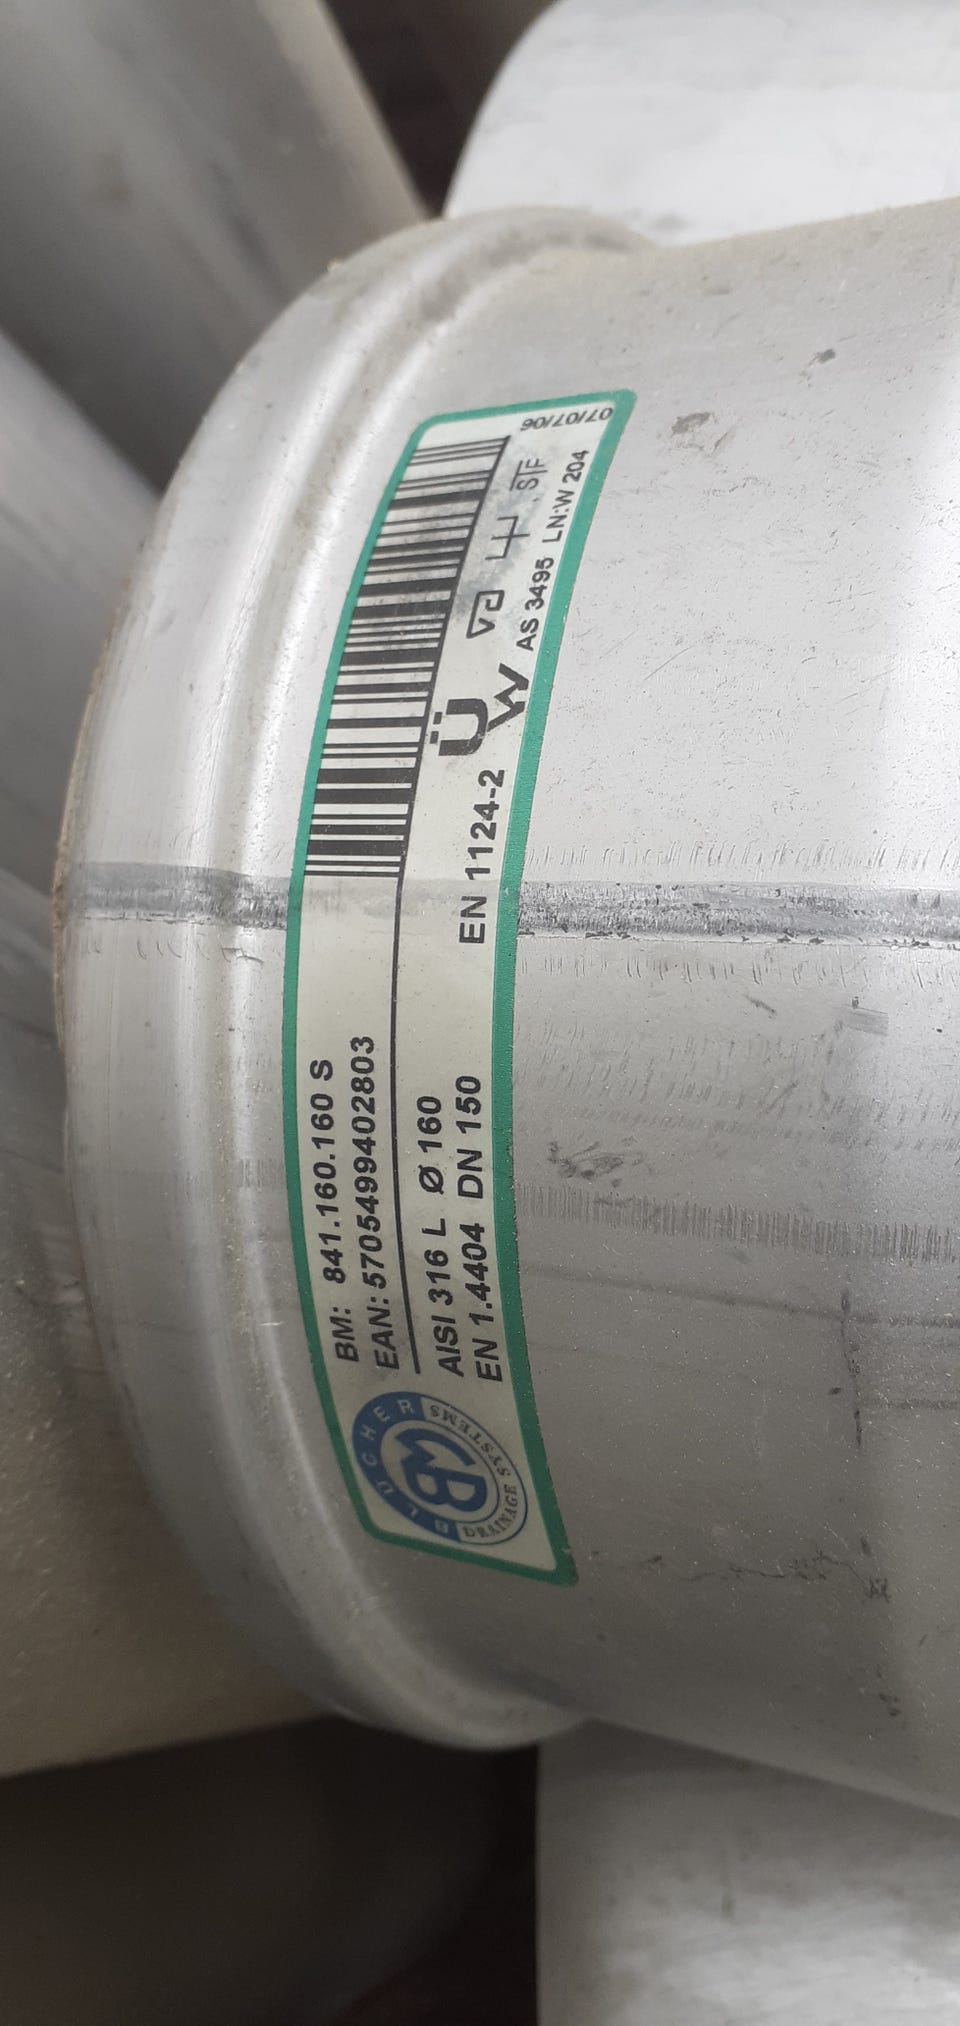 BLÜCHER
DRAINAGE SYSTEMS
BM: 841.160.160 S
EAN: 5705499402803
AISI 316 L Ø 160
EN 1.4404 DN 150
EN 1124-2
Ü
AS 3495 LN:W 204
07/07/06